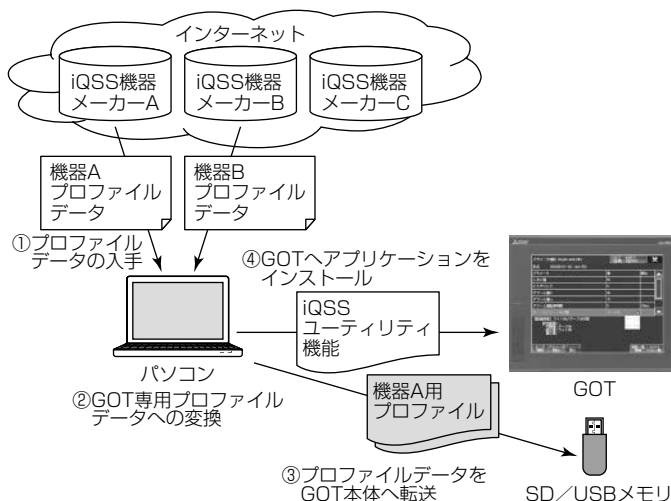 インターネット
iQSS機器
メーカーA
iQSS機器
メーカーB
iQSS機器
メーカーC
機器A
プロファイル
データ
機器B
プロファイル
データ
①プロファイル
データの入手
④GOTへアプリケーションを
インストール
iQSS
ユーティリティ
機能
パソコン
GOT
②GOT専用プロファイル
データへの変換
機器A用
プロファイル
③プロファイルデータを
GOT本体へ転送
SD／USBメモリ